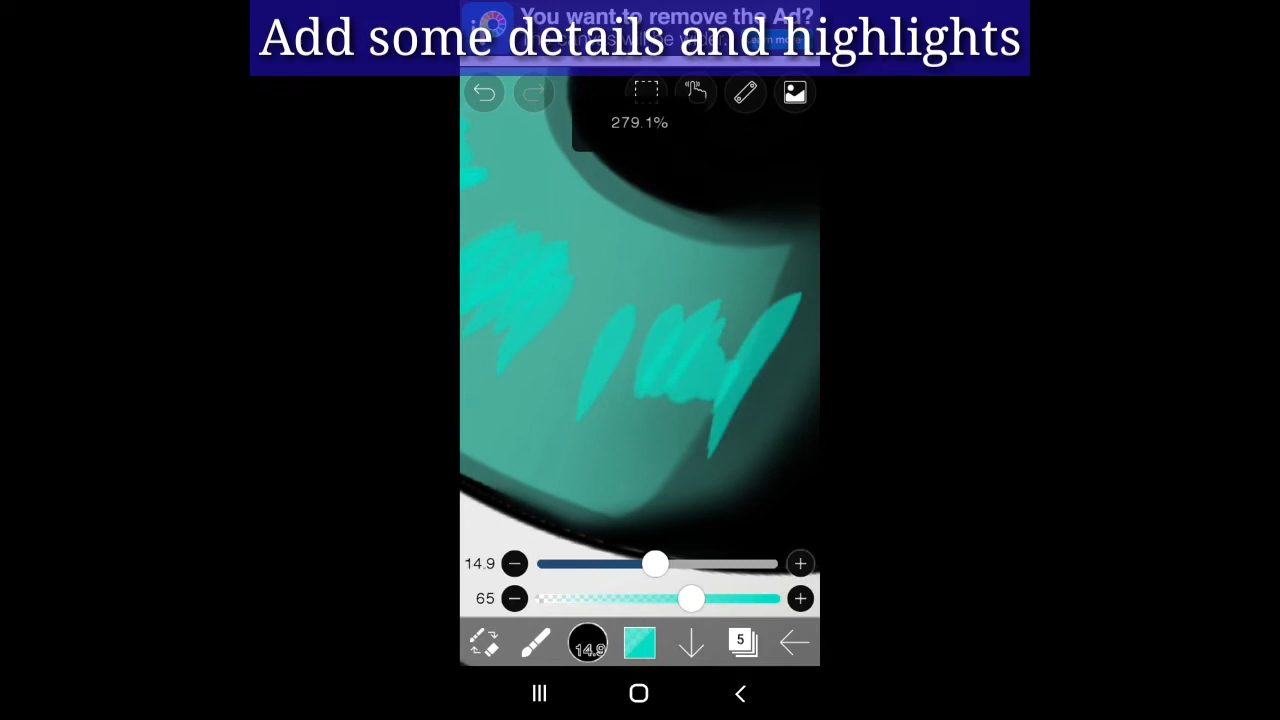 Add some details and highlights
You want to remove the Ad?
279.1%
14.9
65
14.9
5